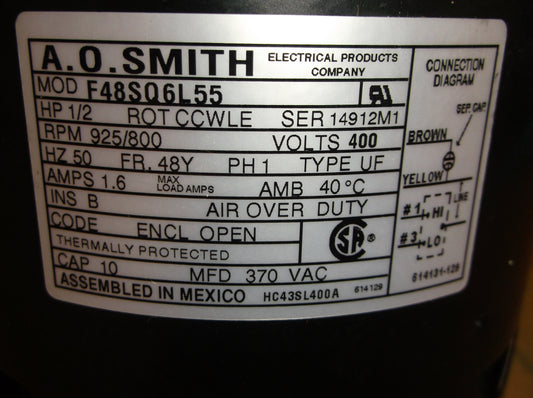 A.O.SMITH ELECTRICAL PRODUCTS COMPANY
MOD F48SQ6L55
HP 1/2 ROT CCWLE SER 14912M1
RPM 925/800 VOLTS 400
HZ 50 FR. 48Y PH 1 TYPE UF
AMPS 1.6 MAX LOAD AMPS AMB 40°C
INS B AIR OVER DUTY
CODE ENCL OPEN
THERMALLY PROTECTED
CAP 10 MFD 370 VAC
ASSEMBLED IN MEXICO HC43SL400A 614129
CONNECTION
DIAGRAM
SEP. CAP.
BROWN
YELLOW
LINE
#1 HI
#3 LO
614131-129